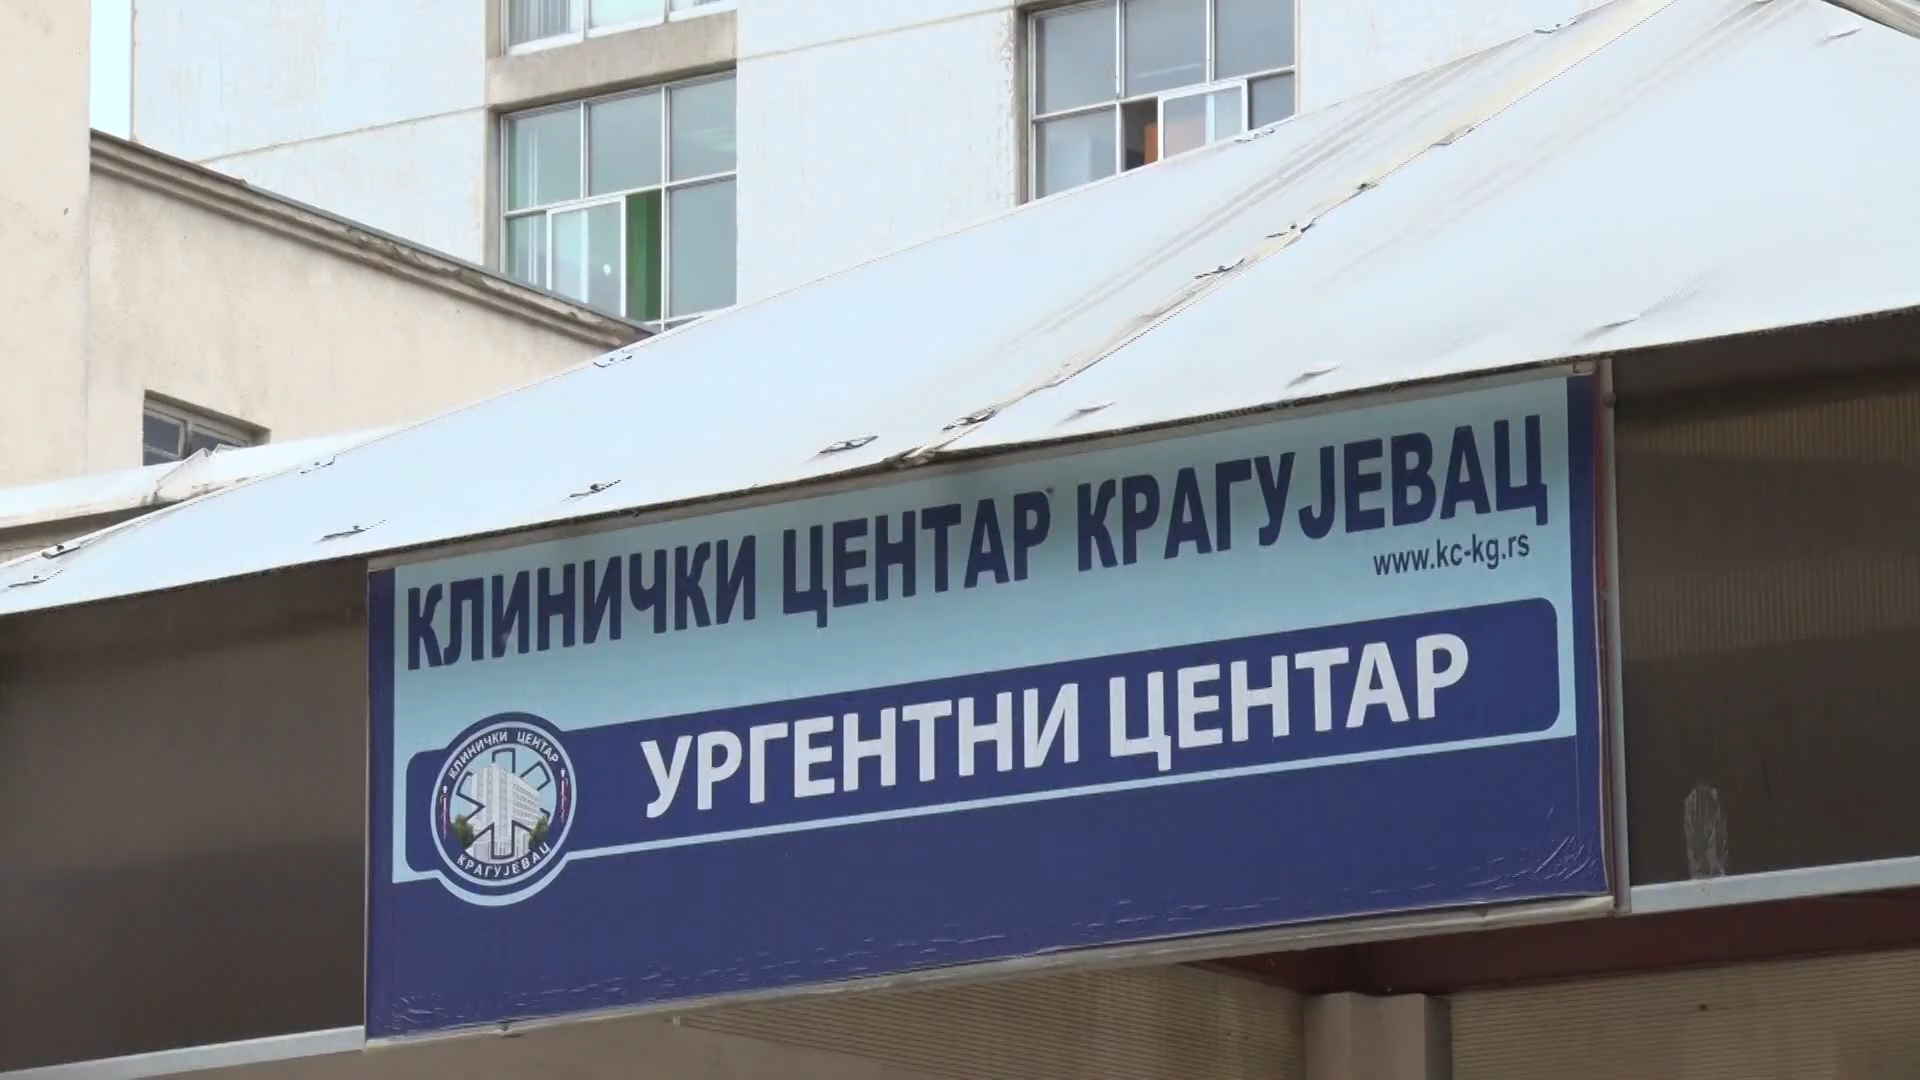 КЛИНИЧКИ ЦЕНТАР КРАГУЈЕВАЦ
www.kc-kg.rs
УРГЕНТНИ ЦЕНТАР
КЛИНИЧКИ ЦЕНТАР
КРАГУЈЕВАЦ